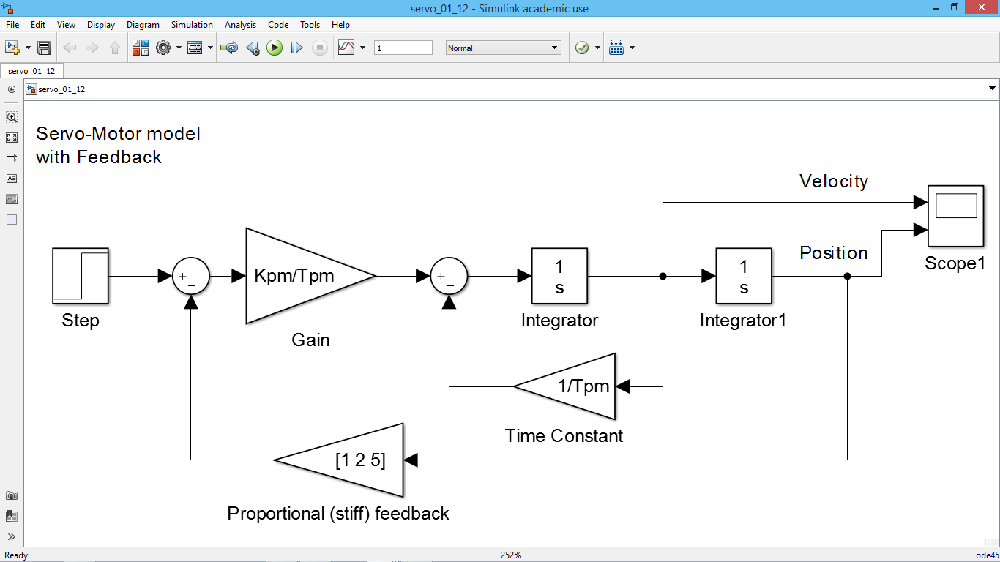 servo_01_12 - Simulink academic use
File Edit View Display Diagram Simulation Analysis Code Tools Help
1 Normal
servo_01_12
servo_01_12
Servo-Motor model
with Feedback
Velocity
Position
Scope1
Step
+
−
Kpm/Tpm
Gain
+
−
1
s
Integrator
1
s
Integrator1
1/Tpm
Time Constant
[1 2 5]
Proportional (stiff) feedback
Ready 252% ode45